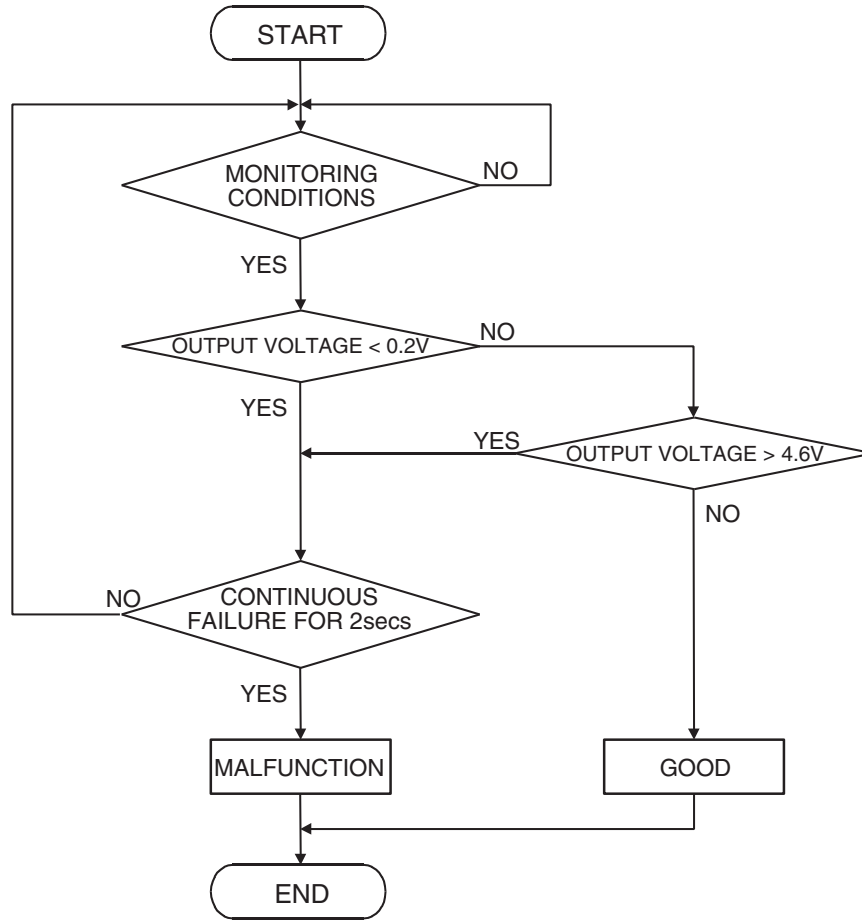 START
MONITORING
CONDITIONS
NO
YES
OUTPUT VOLTAGE < 0.2V
NO
YES
YES
OUTPUT VOLTAGE > 4.6V
NO
NO
CONTINUOUS
FAILURE FOR 2secs
YES
MALFUNCTION
GOOD
END